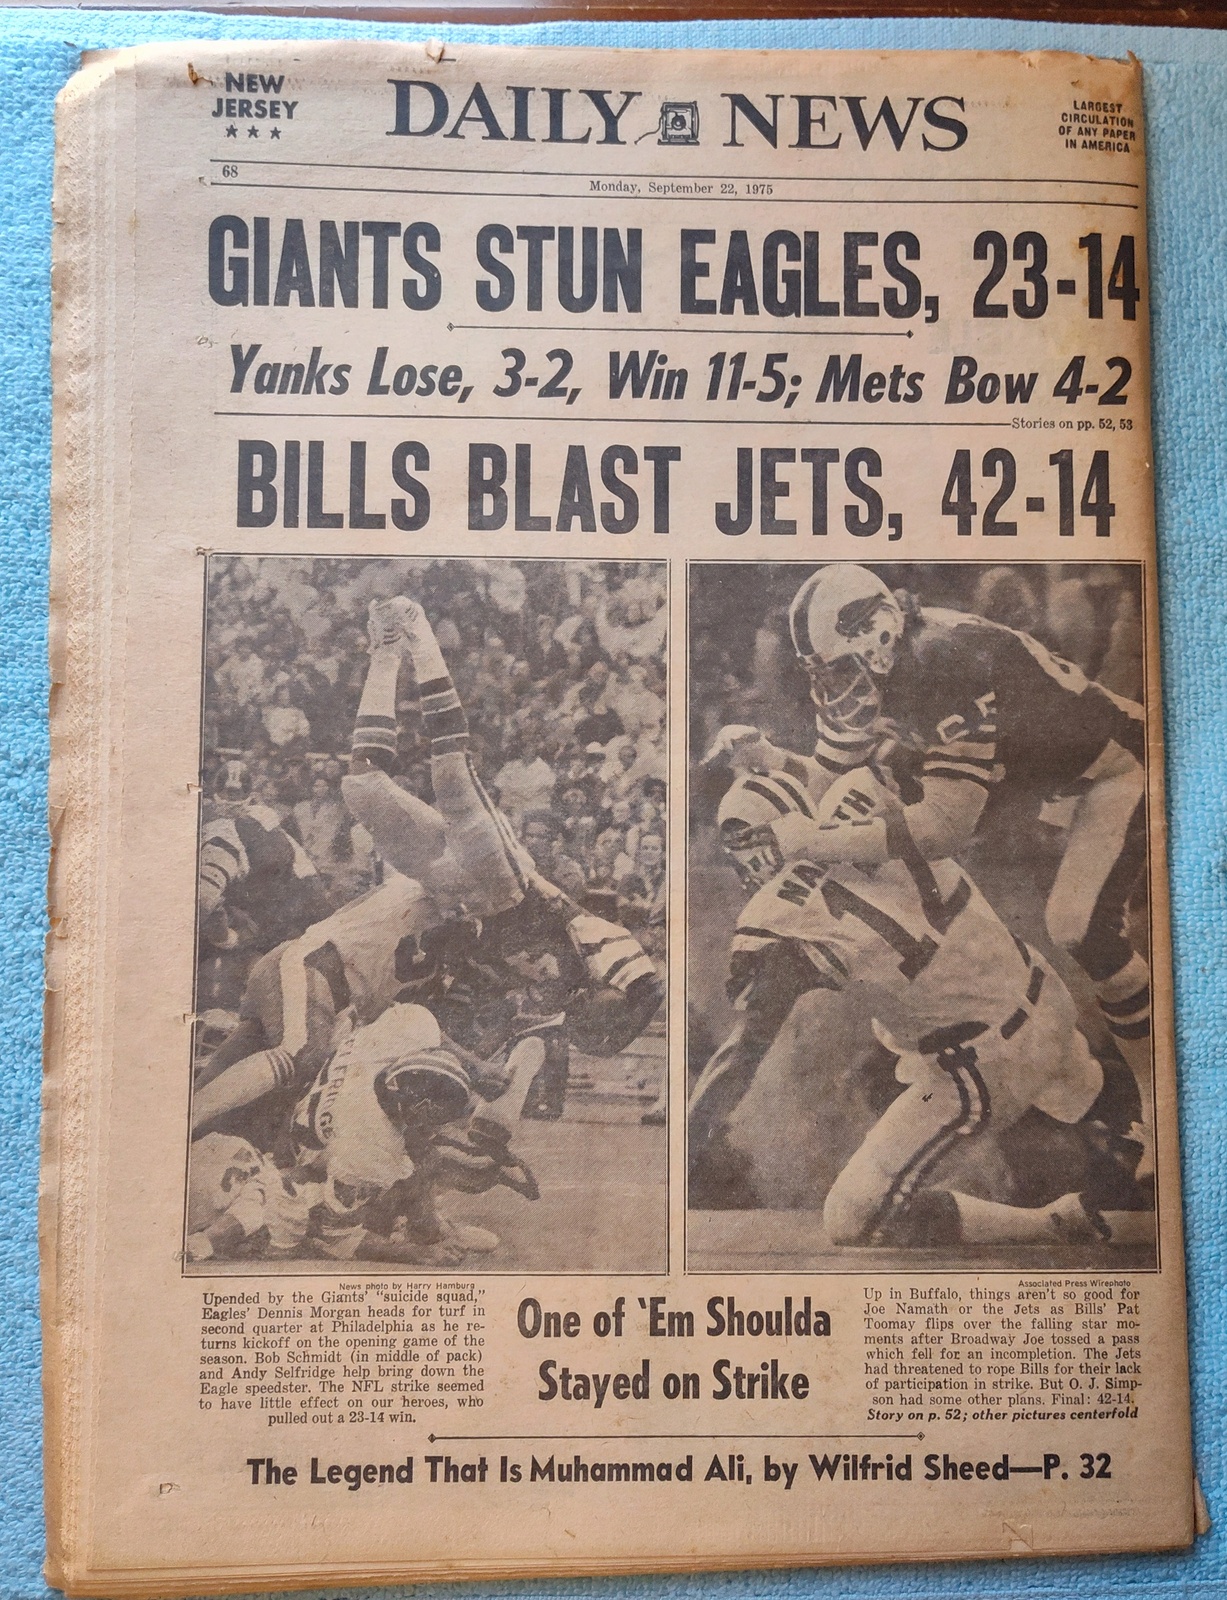 NEW
JERSEY
★ ★ ★
DAILY NEWS
LARGEST
CIRCULATION
OF ANY PAPER
IN AMERICA
68
Monday, September 22, 1975
GIANTS STUN EAGLES, 23-14
Yanks Lose, 3-2, Win 11-5; Mets Bow 4-2
Stories on pp. 52, 53
BILLS BLAST JETS, 42-14
NA TH
1
ELFRIDGE
News photo by Harry Hamburg
Upended by the Giants' "suicide squad,"
Eagles' Dennis Morgan heads for turf in
second quarter at Philadelphia as he re-
turns kickoff on the opening game of the
season. Bob Schmidt (in middle of pack)
and Andy Selfridge help bring down the
Eagle speedster. The NFL strike seemed
to have little effect on our heroes, who
pulled out a 23-14 win.
One of 'Em Shoulda
Stayed on Strike
Associated Press Wirephoto
Up in Buffalo, things aren't so good for
Joe Namath or the Jets as Bills' Pat
Toomay flips over the falling star mo-
ments after Broadway Joe tossed a pass
which fell for an incompletion. The Jets
had threatened to rope Bills for their lack
of participation in strike. But O. J. Simp-
son had some other plans. Final: 42-14.
Story on p. 52; other pictures centerfold
The Legend That Is Muhammad Ali, by Wilfrid Sheed—P. 32